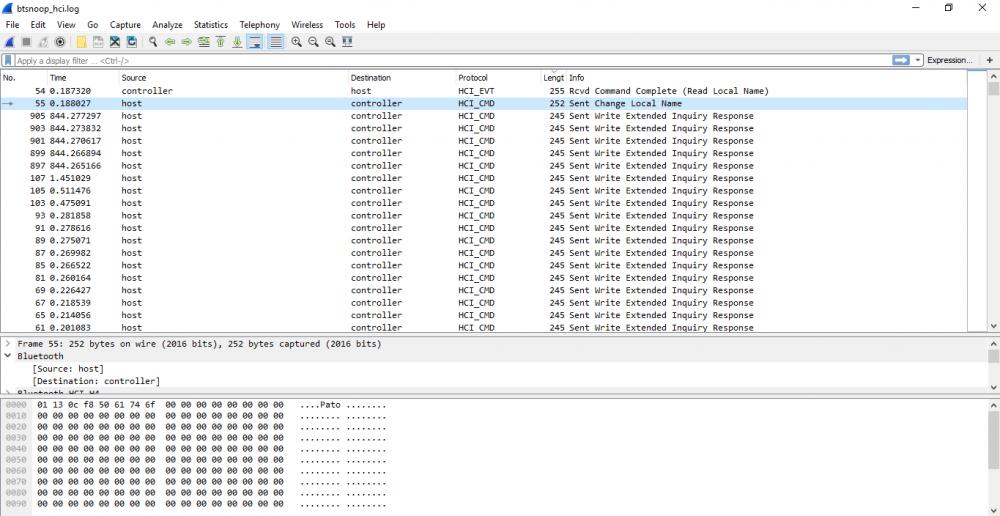 btsnoop_hci.log
File Edit View Go Capture Analyze Statistics Telephony Wireless Tools Help
Apply a display filter ... <Ctrl-/> Expression... +
No. Time Source Destination Protocol Lengt Info
54 0.187320 controller host HCI_EVT 255 Rcvd Command Complete (Read Local Name)
55 0.188027 host controller HCI_CMD 252 Sent Change Local Name
905 844.277297 host controller HCI_CMD 245 Sent Write Extended Inquiry Response
903 844.273832 host controller HCI_CMD 245 Sent Write Extended Inquiry Response
901 844.270617 host controller HCI_CMD 245 Sent Write Extended Inquiry Response
899 844.266894 host controller HCI_CMD 245 Sent Write Extended Inquiry Response
897 844.265166 host controller HCI_CMD 245 Sent Write Extended Inquiry Response
107 1.451029 host controller HCI_CMD 245 Sent Write Extended Inquiry Response
105 0.511476 host controller HCI_CMD 245 Sent Write Extended Inquiry Response
103 0.475091 host controller HCI_CMD 245 Sent Write Extended Inquiry Response
93 0.281858 host controller HCI_CMD 245 Sent Write Extended Inquiry Response
91 0.278616 host controller HCI_CMD 245 Sent Write Extended Inquiry Response
89 0.275071 host controller HCI_CMD 245 Sent Write Extended Inquiry Response
87 0.269982 host controller HCI_CMD 245 Sent Write Extended Inquiry Response
85 0.266522 host controller HCI_CMD 245 Sent Write Extended Inquiry Response
81 0.260164 host controller HCI_CMD 245 Sent Write Extended Inquiry Response
69 0.226427 host controller HCI_CMD 245 Sent Write Extended Inquiry Response
67 0.218539 host controller HCI_CMD 245 Sent Write Extended Inquiry Response
65 0.214056 host controller HCI_CMD 245 Sent Write Extended Inquiry Response
61 0.201083 host controller HCI_CMD 245 Sent Write Extended Inquiry Response
Frame 55: 252 bytes on wire (2016 bits), 252 bytes captured (2016 bits)
Bluetooth
[Source: host]
[Destination: controller]
Bluetooth HCI H4
0000 01 13 0c f8 50 61 74 6f 00 00 00 00 00 00 00 00 ....Pato ........
0010 00 00 00 00 00 00 00 00 00 00 00 00 00 00 00 00 ........ ........
0020 00 00 00 00 00 00 00 00 00 00 00 00 00 00 00 00 ........ ........
0030 00 00 00 00 00 00 00 00 00 00 00 00 00 00 00 00 ........ ........
0040 00 00 00 00 00 00 00 00 00 00 00 00 00 00 00 00 ........ ........
0050 00 00 00 00 00 00 00 00 00 00 00 00 00 00 00 00 ........ ........
0060 00 00 00 00 00 00 00 00 00 00 00 00 00 00 00 00 ........ ........
0070 00 00 00 00 00 00 00 00 00 00 00 00 00 00 00 00 ........ ........
0080 00 00 00 00 00 00 00 00 00 00 00 00 00 00 00 00 ........ ........
0090 00 00 00 00 00 00 00 00 00 00 00 00 00 00 00 00 ........ ........